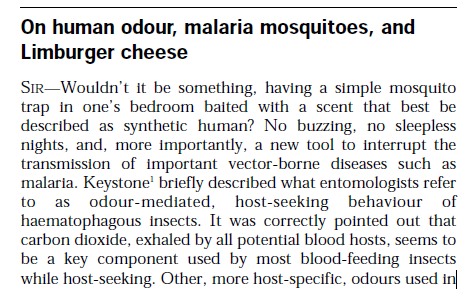 On human odour, malaria mosquitoes, and
Limburger cheese
SIR—Wouldn't it be something, having a simple mosquito
trap in one's bedroom baited with a scent that best be
described as synthetic human? No buzzing, no sleepless
nights, and, more importantly, a new tool to interrupt the
transmission of important vector-borne diseases such as
malaria. Keystone¹ briefly described what entomologists refer
to as odour-mediated, host-seeking behaviour of
haematophagous insects. It was correctly pointed out that
carbon dioxide, exhaled by all potential blood hosts, seems to
be a key component used by most blood-feeding insects
while host-seeking. Other, more host-specific, odours used in